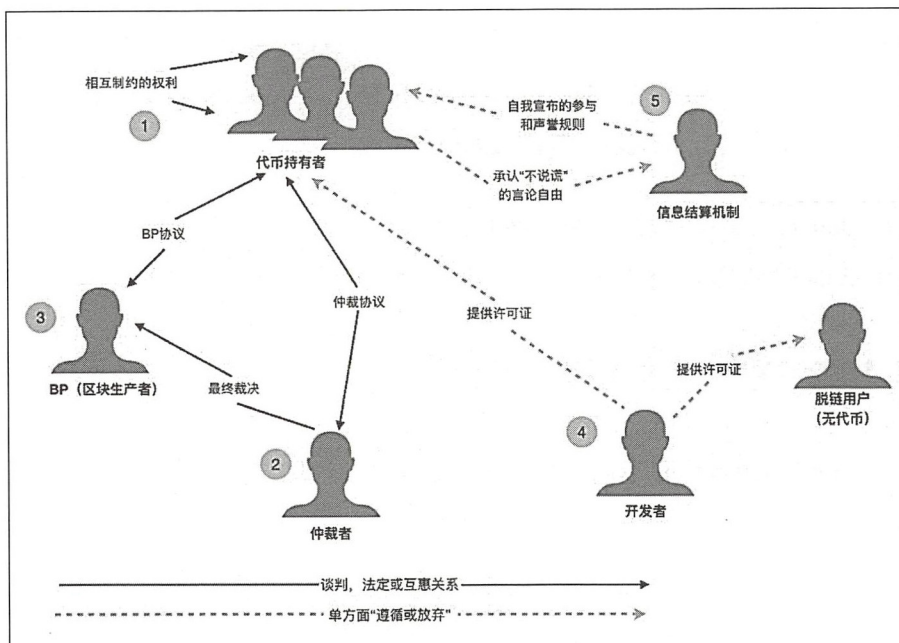 相互制约的权利
1
代币持有者
自我宣布的参与
和声誉规则
5
承认“不说谎”
的言论自由
信息结算机制
BP协议
仲裁协议
提供许可证
3
BP（区块生产者）
最终裁决
提供许可证
脱链用户
（无代币）
2
仲裁者
4
开发者
谈判，法定或互惠关系
单方面“遵循或放弃”